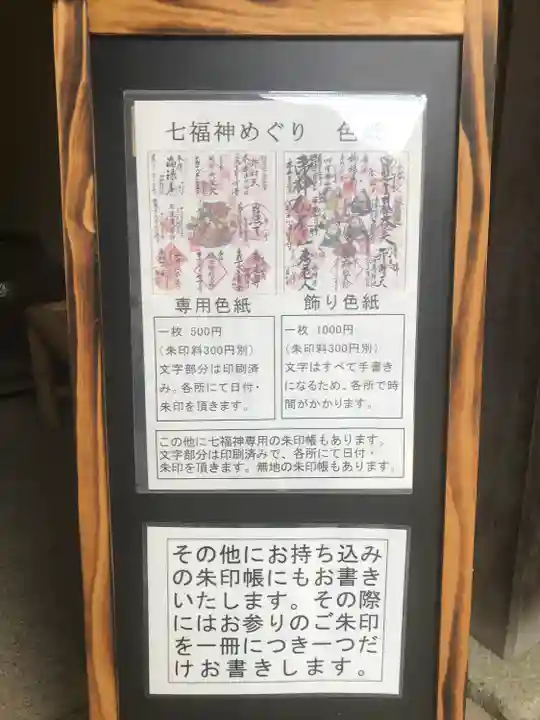 七福神めぐり　色紙
専用色紙
一枚 500円
(朱印料300円別)
文字部分は印刷済
み。各所にて日付・
朱印を頂きます。
飾り色紙
一枚 1000円
(朱印料300円別)
文字はすべて手書き
になるため、各所で時
間がかかります。
この他に七福神専用の朱印帳もあります。
文字部分は印刷済みで、各所にて日付・
朱印を頂きます。無地の朱印帳もあります。
その他にお持ち込み
の朱印帳にもお書き
いたします。その際
にはお参りのご朱印
を一冊につき一つだ
けお書きします。